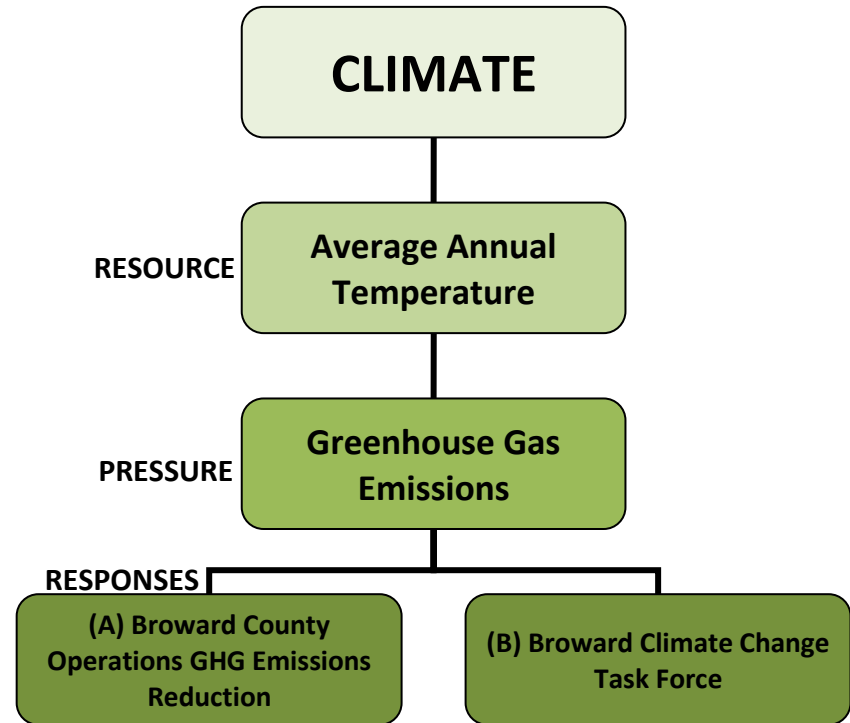 CLIMATE
RESOURCE
Average Annual
Temperature
PRESSURE
Greenhouse Gas
Emissions
RESPONSES
(A) Broward County
Operations GHG Emissions
Reduction
(B) Broward Climate Change
Task Force